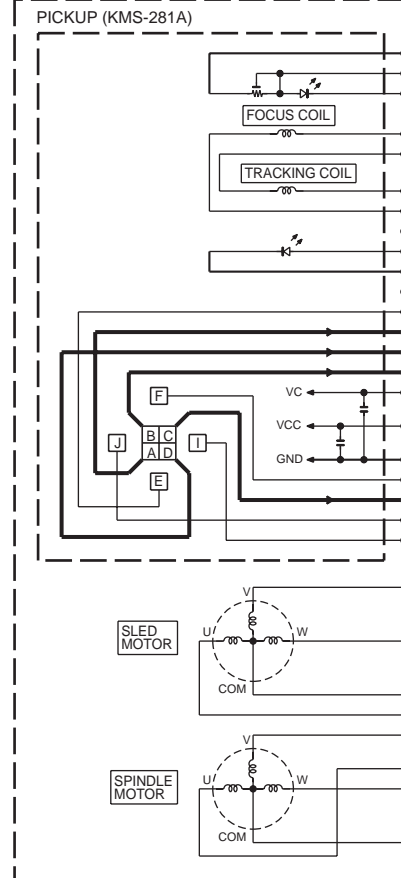 PICKUP (KMS-281A)
FOCUS COIL
TRACKING COIL
F
VC
J
B C
I
VCC
A D
GND
E
V
SLED
MOTOR
U
W
COM
V
SPINDLE
MOTOR
U
W
COM